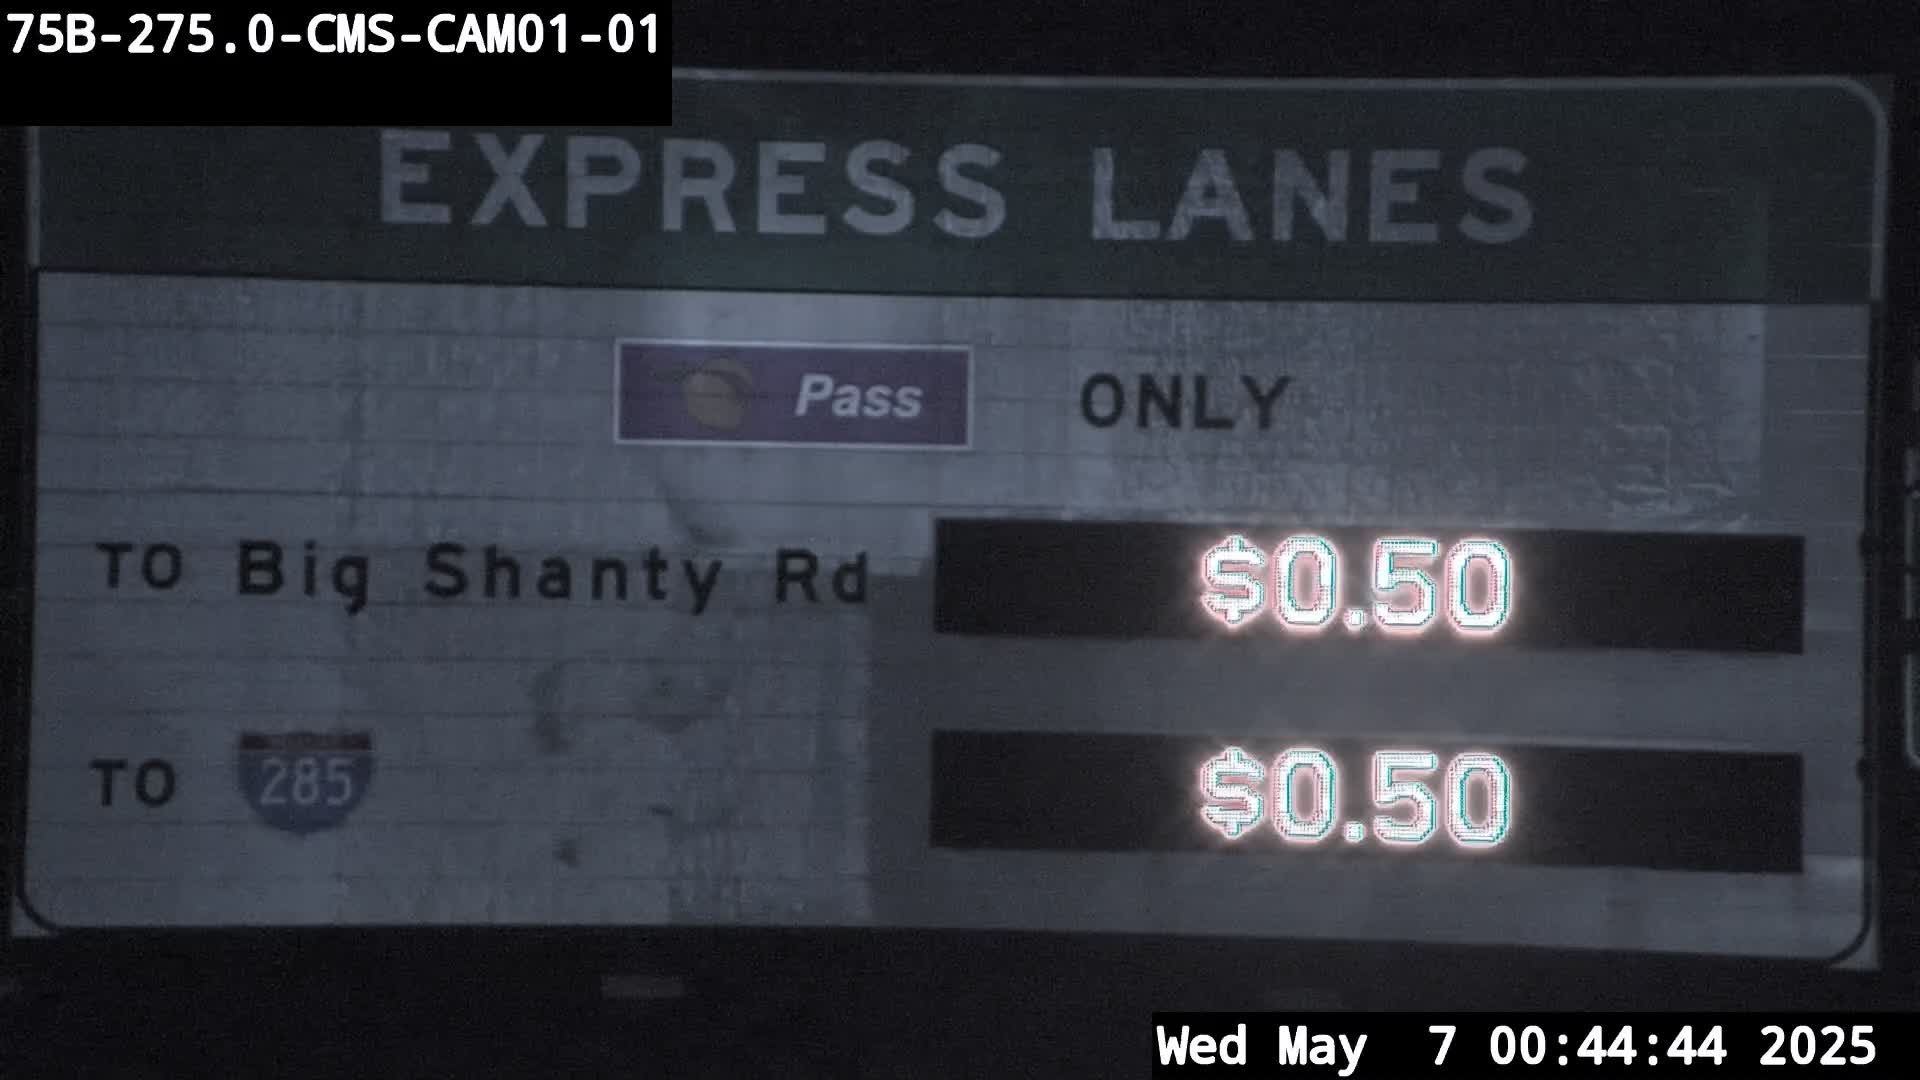 75B-275.0-CMS-CAM01-01
EXPRESS LANES
Pass ONLY
TO Big Shanty Rd $0.50
TO 285 $0.50
Wed May 7 00:44:44 2025